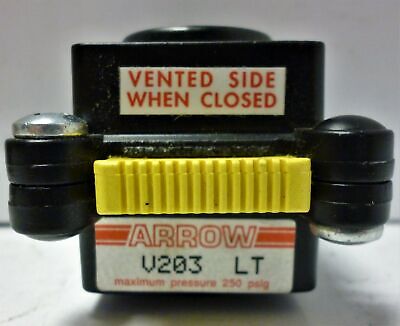 VENTED SIDE
WHEN CLOSED
ARROW
V203 LT
maximum pressure 250 psig